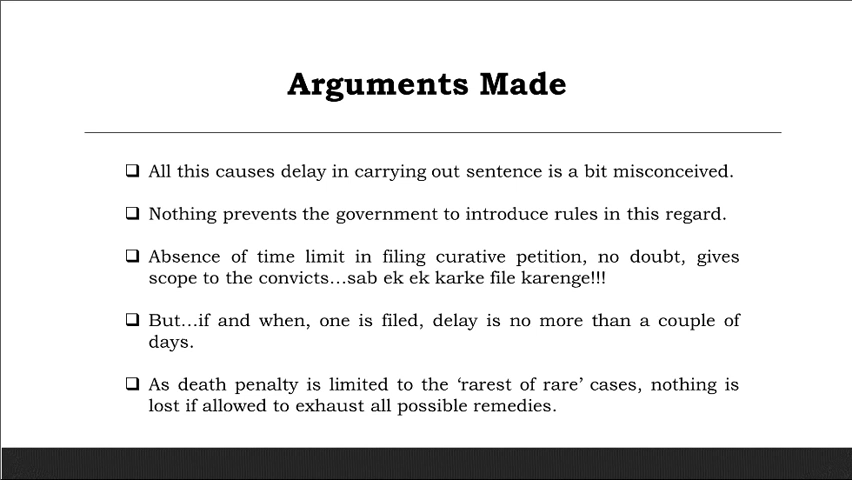 Arguments Made
❑ All this causes delay in carrying out sentence is a bit misconceived.
❑ Nothing prevents the government to introduce rules in this regard.
❑ Absence of time limit in filing curative petition, no doubt, gives
scope to the convicts...sab ek ek karke file karenge!!!
❑ But...if and when, one is filed, delay is no more than a couple of
days.
❑ As death penalty is limited to the ‘rarest of rare’ cases, nothing is
lost if allowed to exhaust all possible remedies.